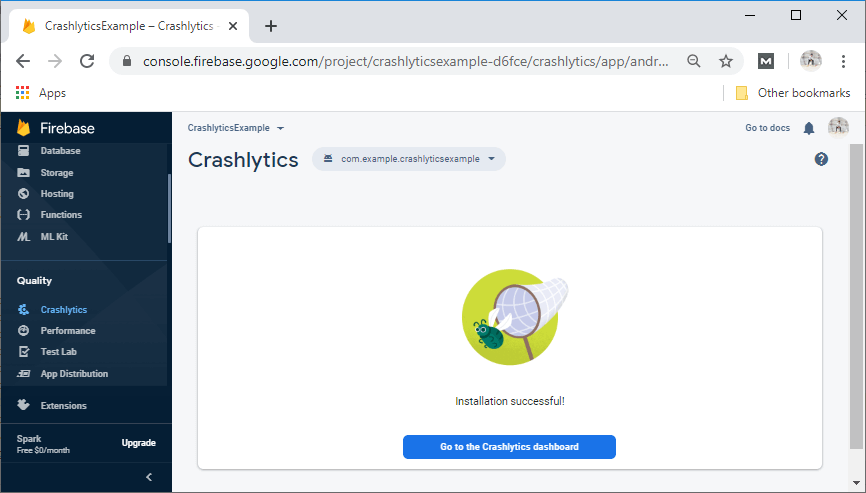 CrashlyticsExample – Crashlytics -
console.firebase.google.com/project/crashlyticsexample-d6fce/crashlytics/app/andr...
M
Apps
Other bookmarks
Firebase
CrashlyticsExample
Go to docs
Crashlytics
com.example.crashlyticsexample
?
Database
Storage
Hosting
Functions
ML Kit
Quality
Crashlytics
Performance
Test Lab
App Distribution
Extensions
Spark
Free $0/month
Upgrade
Installation successful!
Go to the Crashlytics dashboard